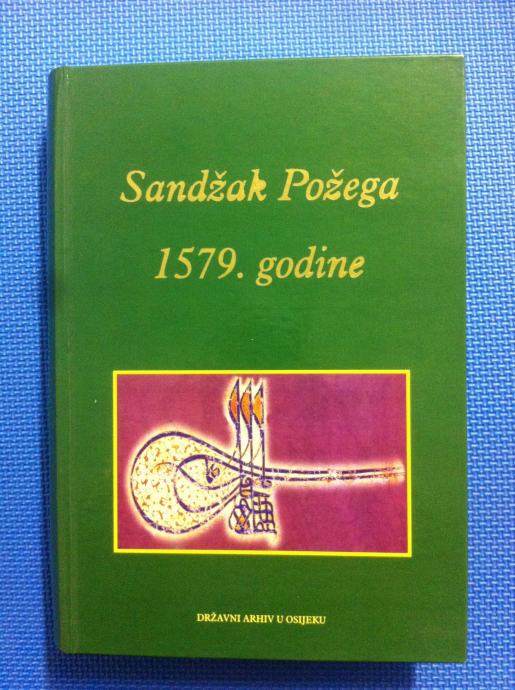 Sandžak Požega
1579. godine
DRŽAVNI ARHIV U OSIJEKU